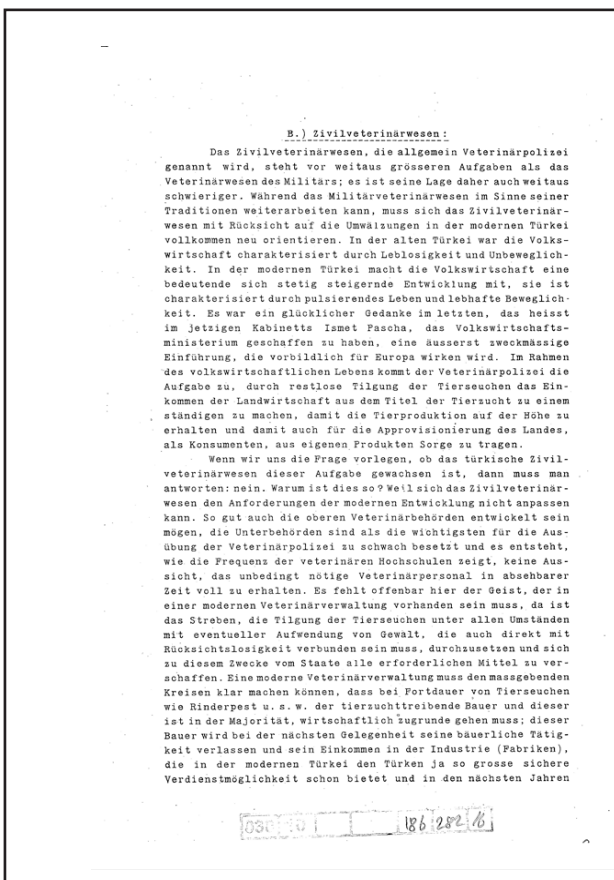 B.) Zivilveterinärwesen:
Das Zivilveterinärwesen, die allgemein Veterinärpolizei
genannt wird, steht vor weitaus grösseren Aufgaben als das
Veterinärwesen des Militärs; es ist seine Lage daher auch weitaus
schwieriger. Während das Militärveterinärwesen im Sinne seiner
Traditionen weiterarbeiten kann, muss sich das Zivilveterinär-
wesen mit Rücksicht auf die Umwälzungen in der modernen Türkei
vollkommen neu orientieren. In der alten Türkei war die Volks-
wirtschaft charakterisiert durch Leblosigkeit und Unbeweglich-
keit. In der modernen Türkei macht die Volkswirtschaft eine
bedeutende sich stetig steigernde Entwicklung mit, sie ist
charakterisiert durch pulsierendes Leben und lebhafte Beweglich-
keit. Es war ein glücklicher Gedanke im letzten, das heisst
im jetzigen Kabinetts Ismet Pascha, das Volkswirtschafts-
ministerium geschaffen zu haben, eine äusserst zweckmässige
Einführung, die vorbildlich für Europa wirken wird. Im Rahmen
des volkswirtschaftlichen Lebens kommt der Veterinärpolizei die
Aufgabe zu, durch restlose Tilgung der Tierseuchen das Ein-
kommen der Landwirtschaft aus dem Titel der Tierzucht zu einem
ständigen zu machen, damit die Tierproduktion auf der Höhe zu
erhalten und damit auch für die Approvisionierung des Landes,
als Konsumenten, aus eigenen Produkten Sorge zu tragen.
Wenn wir uns die Frage vorlegen, ob das türkische Zivil-
veterinärwesen dieser Aufgabe gewachsen ist, dann muss man
antworten: nein. Warum ist dies so? Weil sich das Zivilveterinär-
wesen den Anforderungen der modernen Entwicklung nicht anpassen
kann. So gut auch die oberen Veterinärbehörden entwickelt sein
mögen, die Unterbehörden sind als die wichtigsten für die Aus-
übung der Veterinärpolizei zu schwach besetzt und es entsteht,
wie die Frequenz der veterinären Hochschulen zeigt, keine Aus-
sicht, das unbedingt nötige Veterinärpersonal in absehbarer
Zeit voll zu erhalten. Es fehlt offenbar hier der Geist, der in
einer modernen Veterinärverwaltung vorhanden sein muss, da ist
das Streben, die Tilgung der Tierseuchen unter allen Umständen
mit eventueller Aufwendung von Gewalt, die auch direkt mit
Rücksichtslosigkeit verbunden sein muss, durchzusetzen und sich
zu diesem Zwecke vom Staate alle erforderlichen Mittel zu ver-
schaffen. Eine moderne Veterinärverwaltung muss den massgebenden
Kreisen klar machen können, dass bei Fortdauer von Tierseuchen
wie Rinderpest u. s. w. der tierzuchttreibende Bauer und dieser
ist in der Majorität, wirtschaftlich zugrunde gehen muss; dieser
Bauer wird bei der nächsten Gelegenheit seine bäuerliche Tätig-
keit verlassen und sein Einkommen in der Industrie (Fabriken),
die in der modernen Türkei den Türken ja so grosse sichere
Verdienstmöglichkeit schon bietet und in den nächsten Jahren
186 282 16